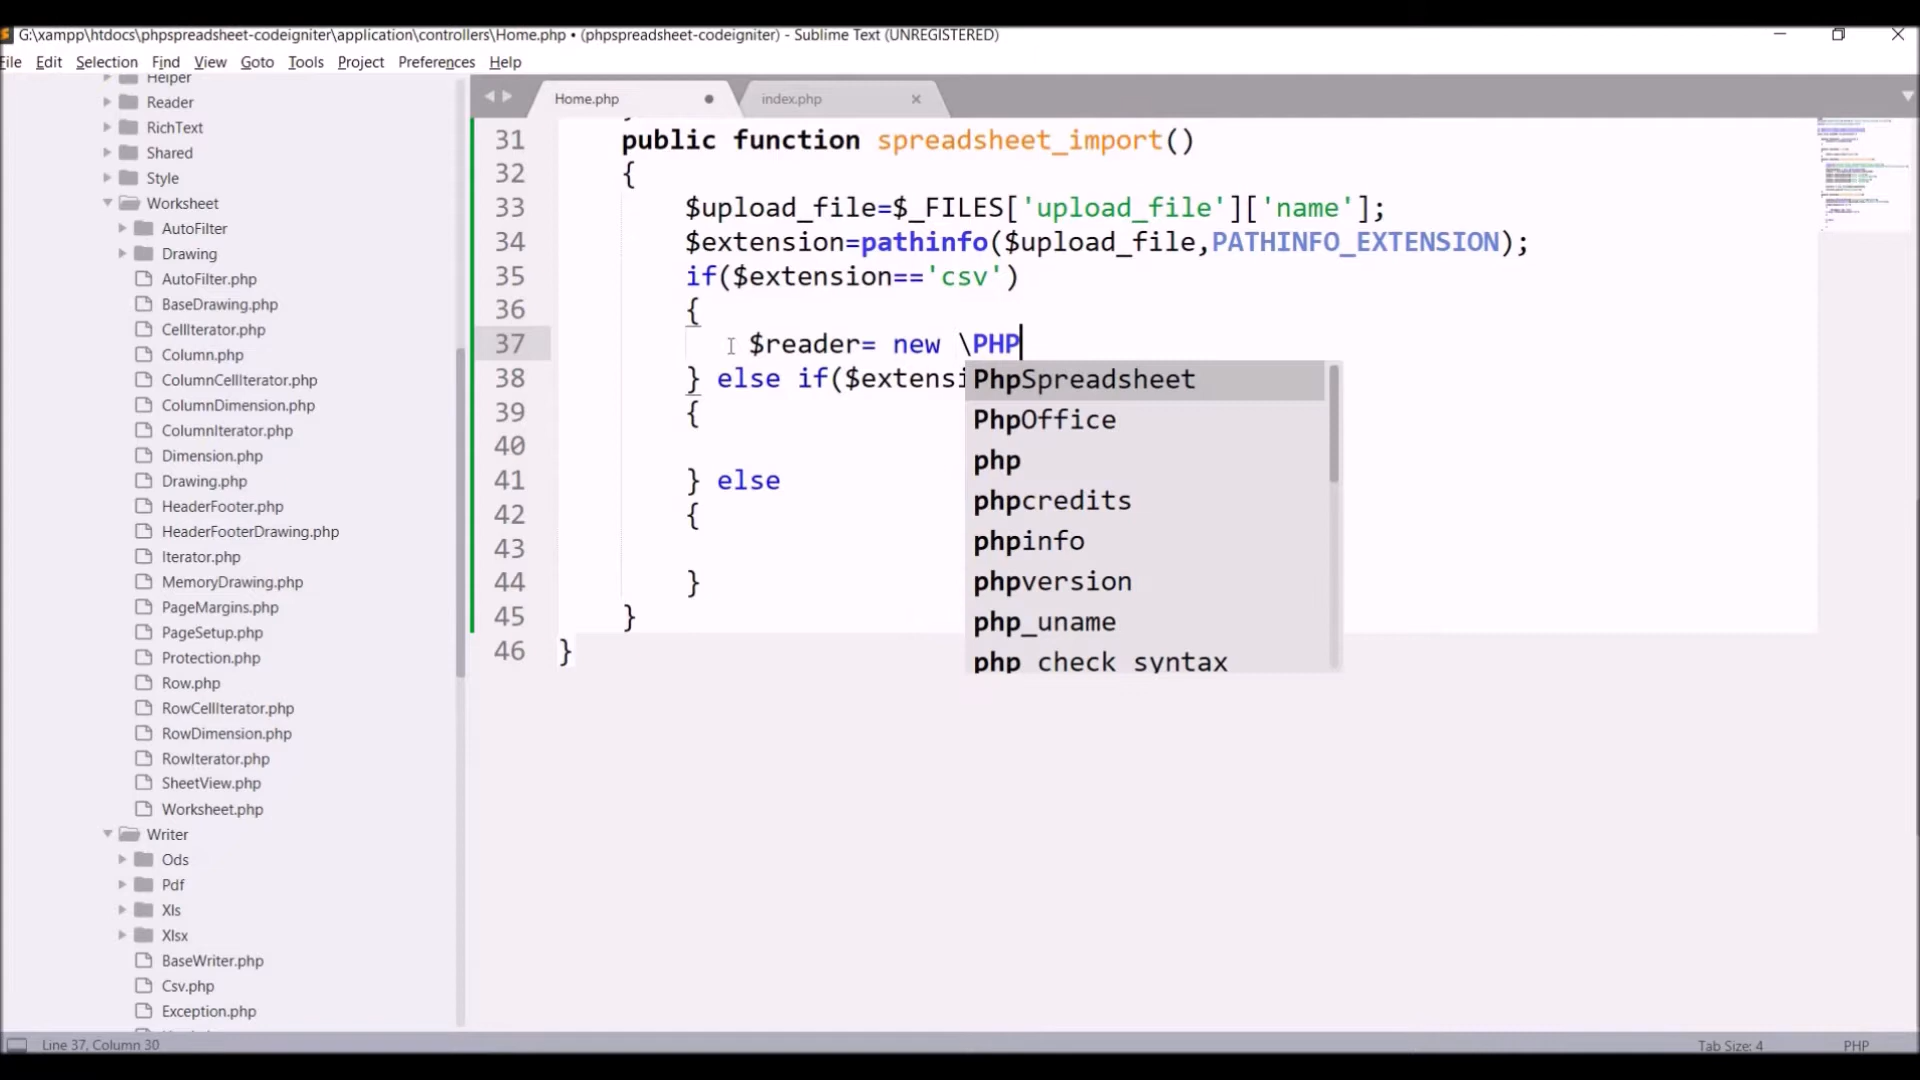 G:\xampp\htdocs\phpspreadsheet-codeigniter\application\controllers\Home.php • (phpspreadsheet-codeigniter) - Sublime Text (UNREGISTERED)
File Edit Selection Find View Goto Tools Project Preferences Help
Helper
Reader
RichText
Shared
Style
Worksheet
AutoFilter
Drawing
AutoFilter.php
BaseDrawing.php
CellIterator.php
Column.php
ColumnCellIterator.php
ColumnDimension.php
ColumnIterator.php
Dimension.php
Drawing.php
HeaderFooter.php
HeaderFooterDrawing.php
Iterator.php
MemoryDrawing.php
PageMargins.php
PageSetup.php
Protection.php
Row.php
RowCellIterator.php
RowDimension.php
RowIterator.php
SheetView.php
Worksheet.php
Writer
Ods
Pdf
Xls
Xlsx
BaseWriter.php
Csv.php
Exception.php
Home.php
index.php
31 public function spreadsheet_import()
32 {
33 $upload_file=$_FILES['upload_file']['name'];
34 $extension=pathinfo($upload_file,PATHINFO_EXTENSION);
35 if($extension=='csv')
36 {
37 $reader= new \PHP
38 } else if($extensi
39 {
40
41 } else
42 {
43
44 }
45 }
46 }
PhpSpreadsheet
PhpOffice
php
phpcredits
phpinfo
phpversion
php_uname
php_check_syntax
Line 37, Column 30
Tab Size: 4
PHP